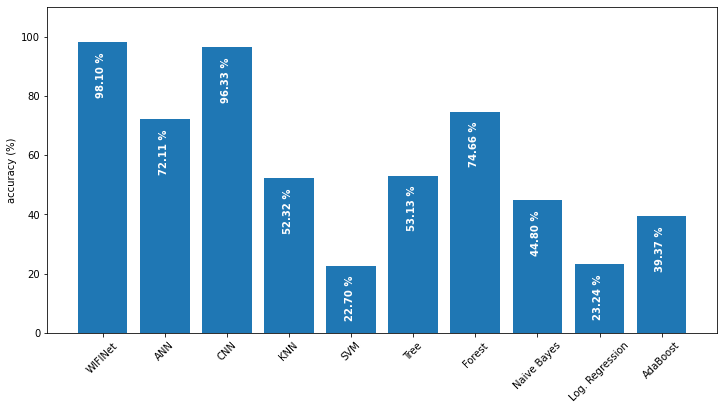 accuracy (%)
100
80
60
40
20
0
98.10 %
72.11 %
96.33 %
52.32 %
22.70 %
53.13 %
74.66 %
44.80 %
23.24 %
39.37 %
WIFINet
ANN
CNN
KNN
SVM
Tree
Forest
Naive Bayes
Log. Regression
AdaBoost